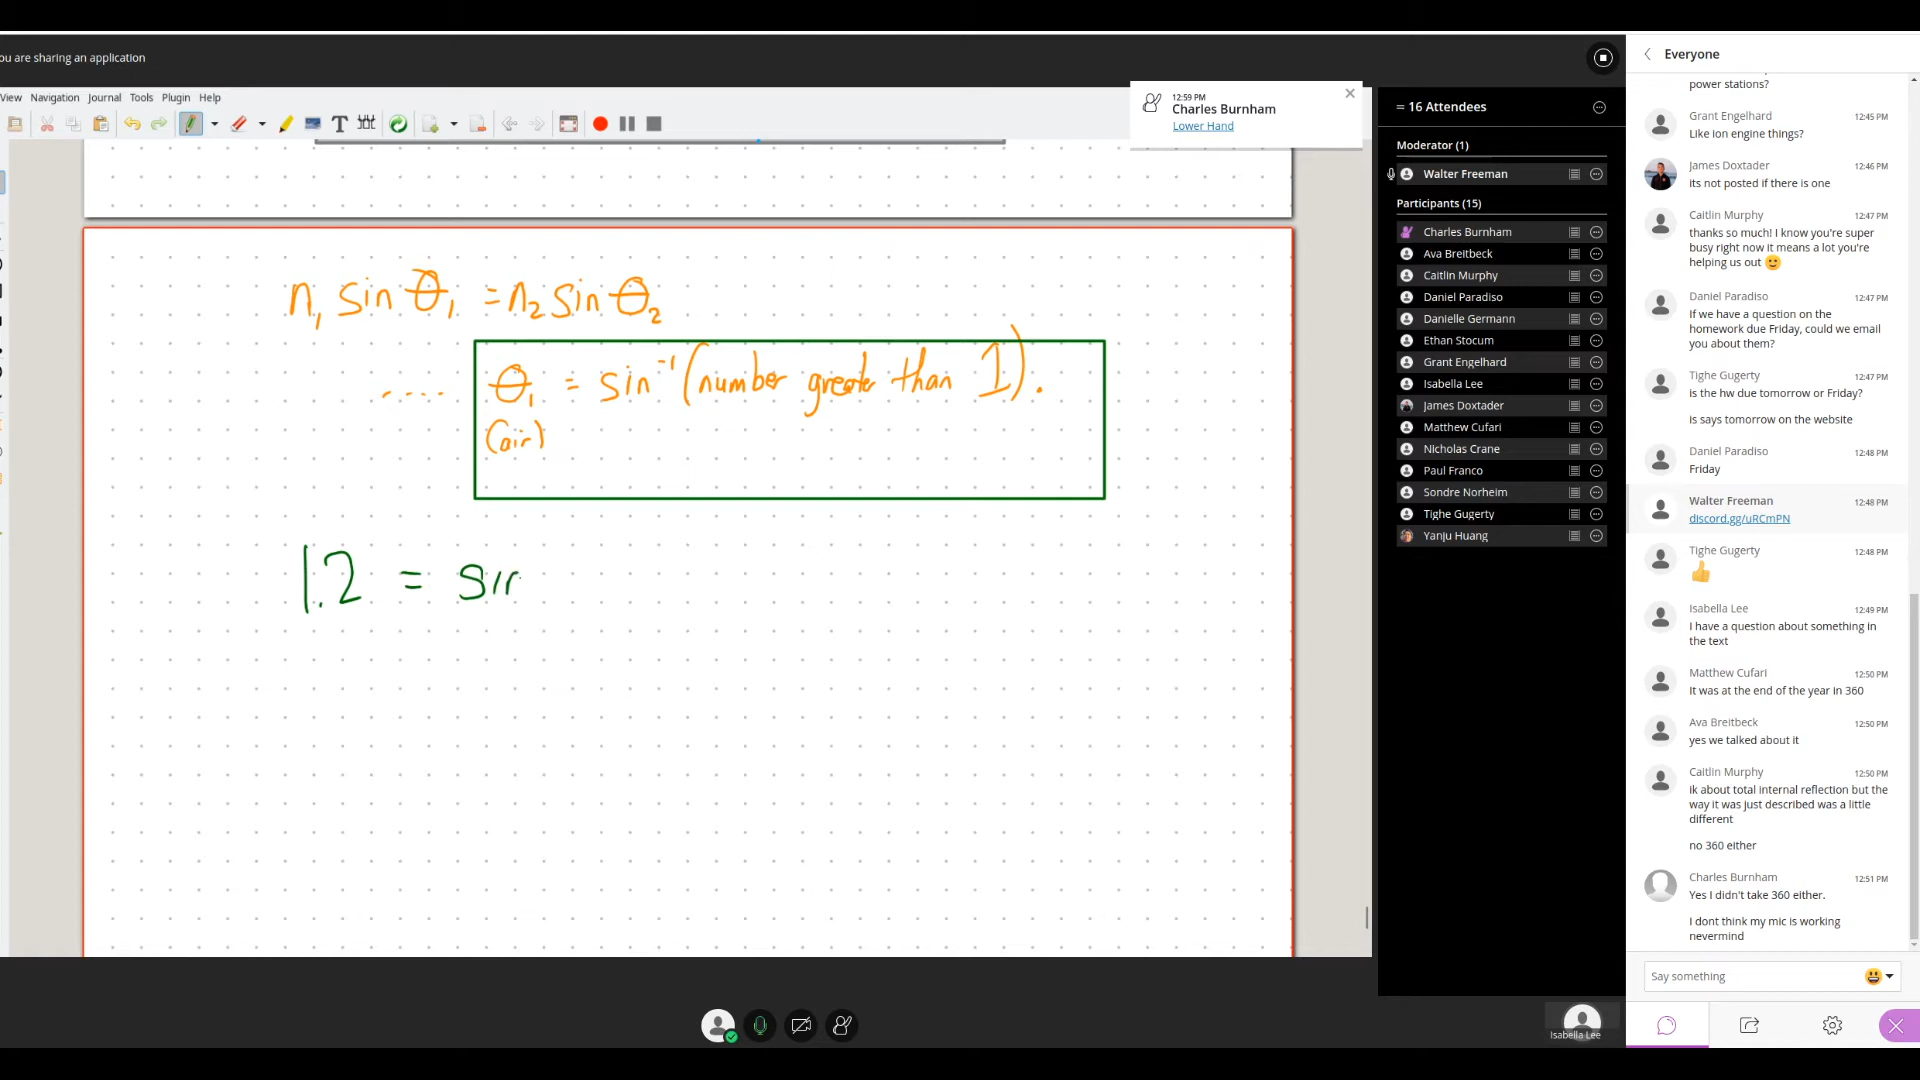 ou are sharing an application
View Navigation Journal Tools Plugin Help
12:59 PM
Charles Burnham
Lower Hand
n₁ sin θ₁ = n₂ sin θ₂
.... θ₁ = sin⁻¹(number greater than 1).
(air)
1.2 = sin
16 Attendees
Moderator (1)
Walter Freeman
Participants (15)
Charles Burnham
Ava Breitbeck
Caitlin Murphy
Daniel Paradiso
Danielle Germann
Ethan Stocum
Grant Engelhard
Isabella Lee
James Doxtader
Matthew Cufari
Nicholas Crane
Paul Franco
Sondre Norheim
Tighe Gugerty
Yanju Huang
Isabella Lee
Everyone
power stations?
Grant Engelhard 12:45 PM
Like ion engine things?
James Doxtader 12:46 PM
its not posted if there is one
Caitlin Murphy 12:47 PM
thanks so much! I know you're super
busy right now it means a lot you're
helping us out 🙂
Daniel Paradiso 12:47 PM
If we have a question on the
homework due Friday, could we email
you about them?
Tighe Gugerty 12:47 PM
is the hw due tomorrow or Friday?
is says tomorrow on the website
Daniel Paradiso 12:48 PM
Friday
Walter Freeman 12:48 PM
discord.gg/uRCmPN
Tighe Gugerty 12:48 PM
👍
Isabella Lee 12:49 PM
I have a question about something in
the text
Matthew Cufari 12:50 PM
It was at the end of the year in 360
Ava Breitbeck 12:50 PM
yes we talked about it
Caitlin Murphy 12:50 PM
ik about total internal reflection but the
way it was just described was a little
different
no 360 either
Charles Burnham 12:51 PM
Yes I didn't take 360 either.
I dont think my mic is working
nevermind
Say something